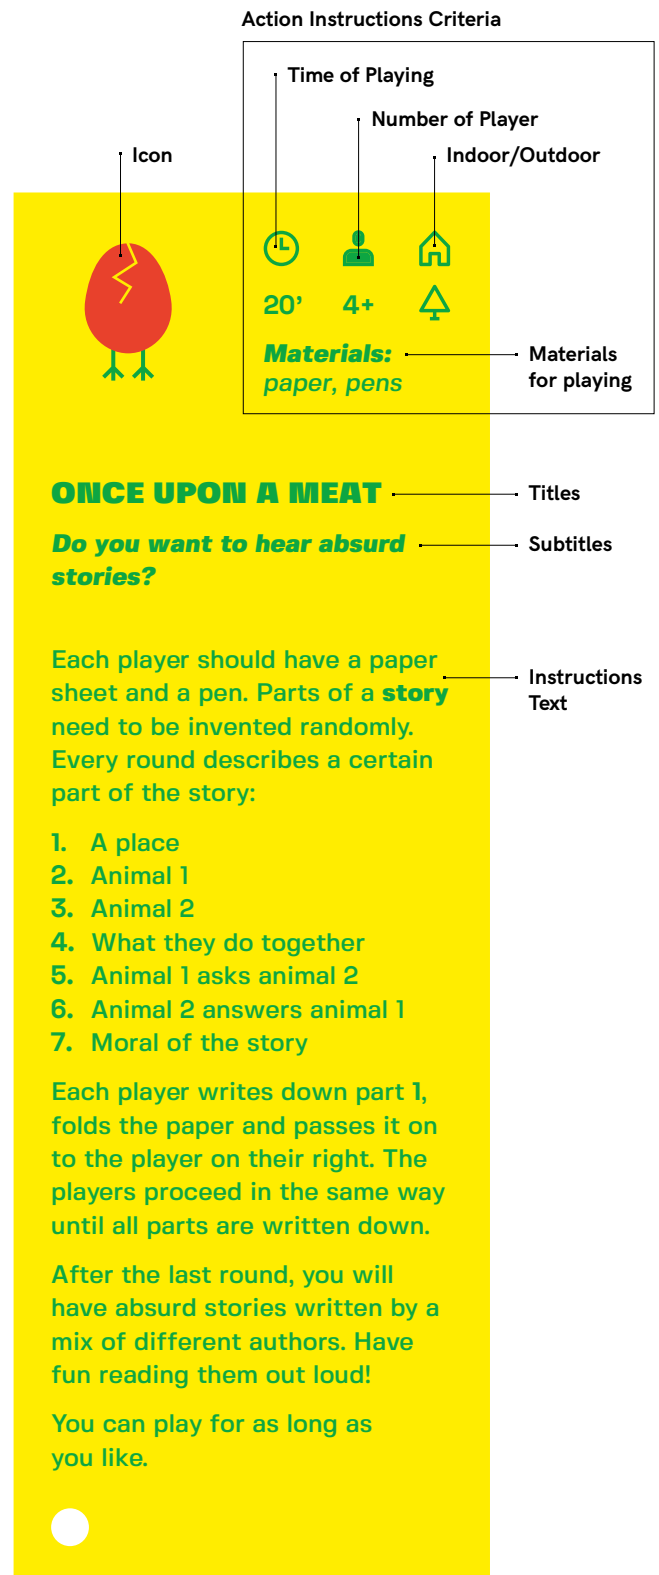 Action Instructions Criteria
Time of Playing
Number of Player
Icon
Indoor/Outdoor
20’ 4+
Materials:
paper, pens
Materials
for playing
ONCE UPON A MEAT
Titles
Do you want to hear absurd
stories?
Subtitles
Each player should have a paper
sheet and a pen. Parts of a story
need to be invented randomly.
Every round describes a certain
part of the story:
Instructions
Text
1. A place
2. Animal 1
3. Animal 2
4. What they do together
5. Animal 1 asks animal 2
6. Animal 2 answers animal 1
7. Moral of the story
Each player writes down part 1,
folds the paper and passes it on
to the player on their right. The
players proceed in the same way
until all parts are written down.
After the last round, you will
have absurd stories written by a
mix of different authors. Have
fun reading them out loud!
You can play for as long as
you like.